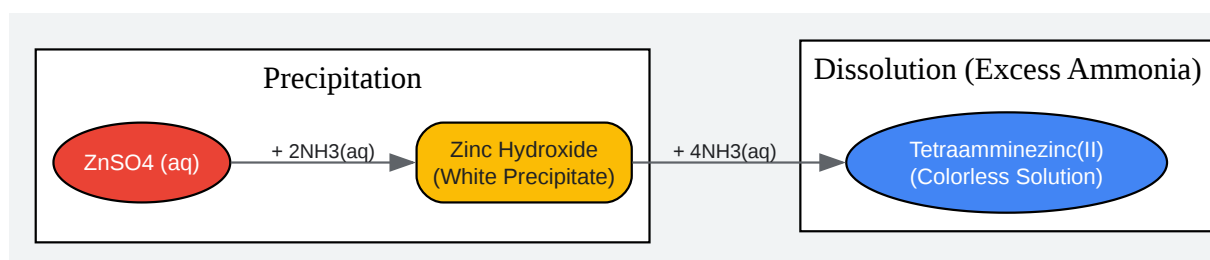 Precipitation
ZnSO4 (aq)
+ 2NH3(aq)
Zinc Hydroxide
(White Precipitate)
+ 4NH3(aq)
Dissolution (Excess Ammonia)
Tetraamminezinc(II)
(Colorless Solution)